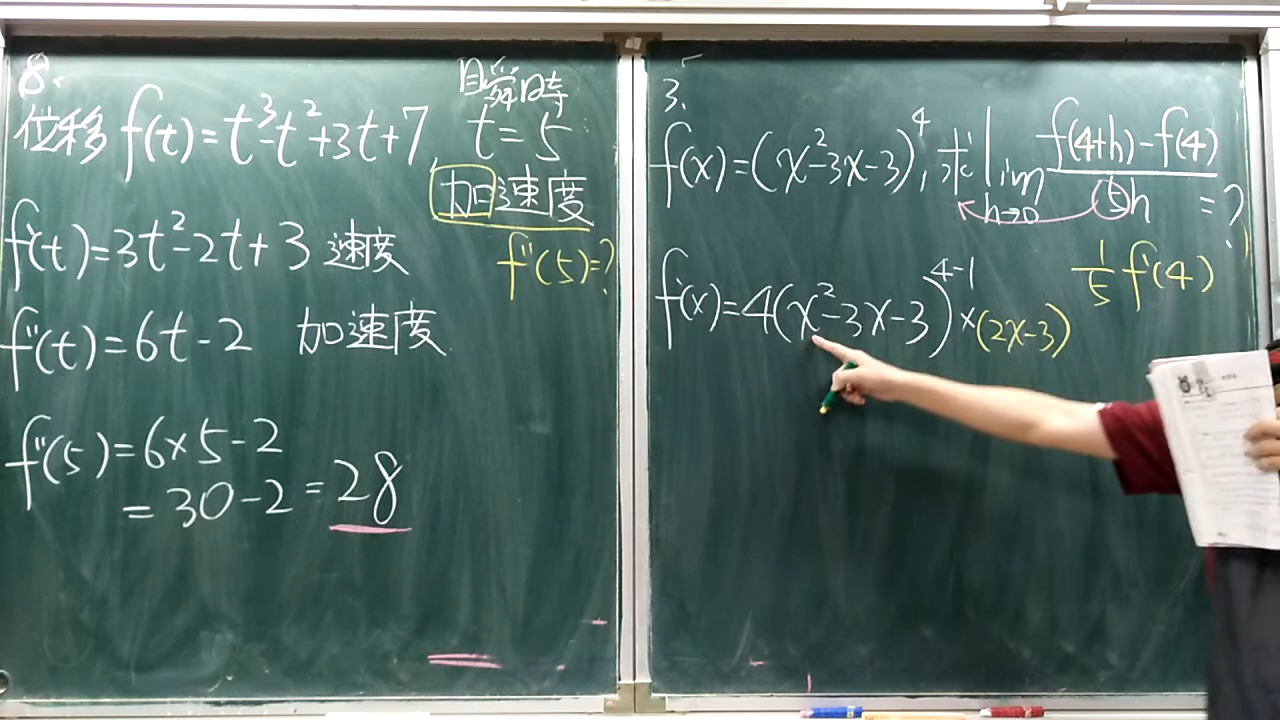 8.
位移 f(t)=t³-t²+3t+7,
瞬時
t=5
加速度
f''(5)=?
f'(t)=3t²-2t+3 速度
f''(t)=6t-2 加速度
f''(5)=6×5-2
=30-2=28
3.
f(x)=(x²-3x-3)⁴, 求 lim h→0 f(4+h)-f(4) / 5h =?
1/5 f'(4)
f'(x)=4(x²-3x-3)⁴⁻¹×(2x-3)